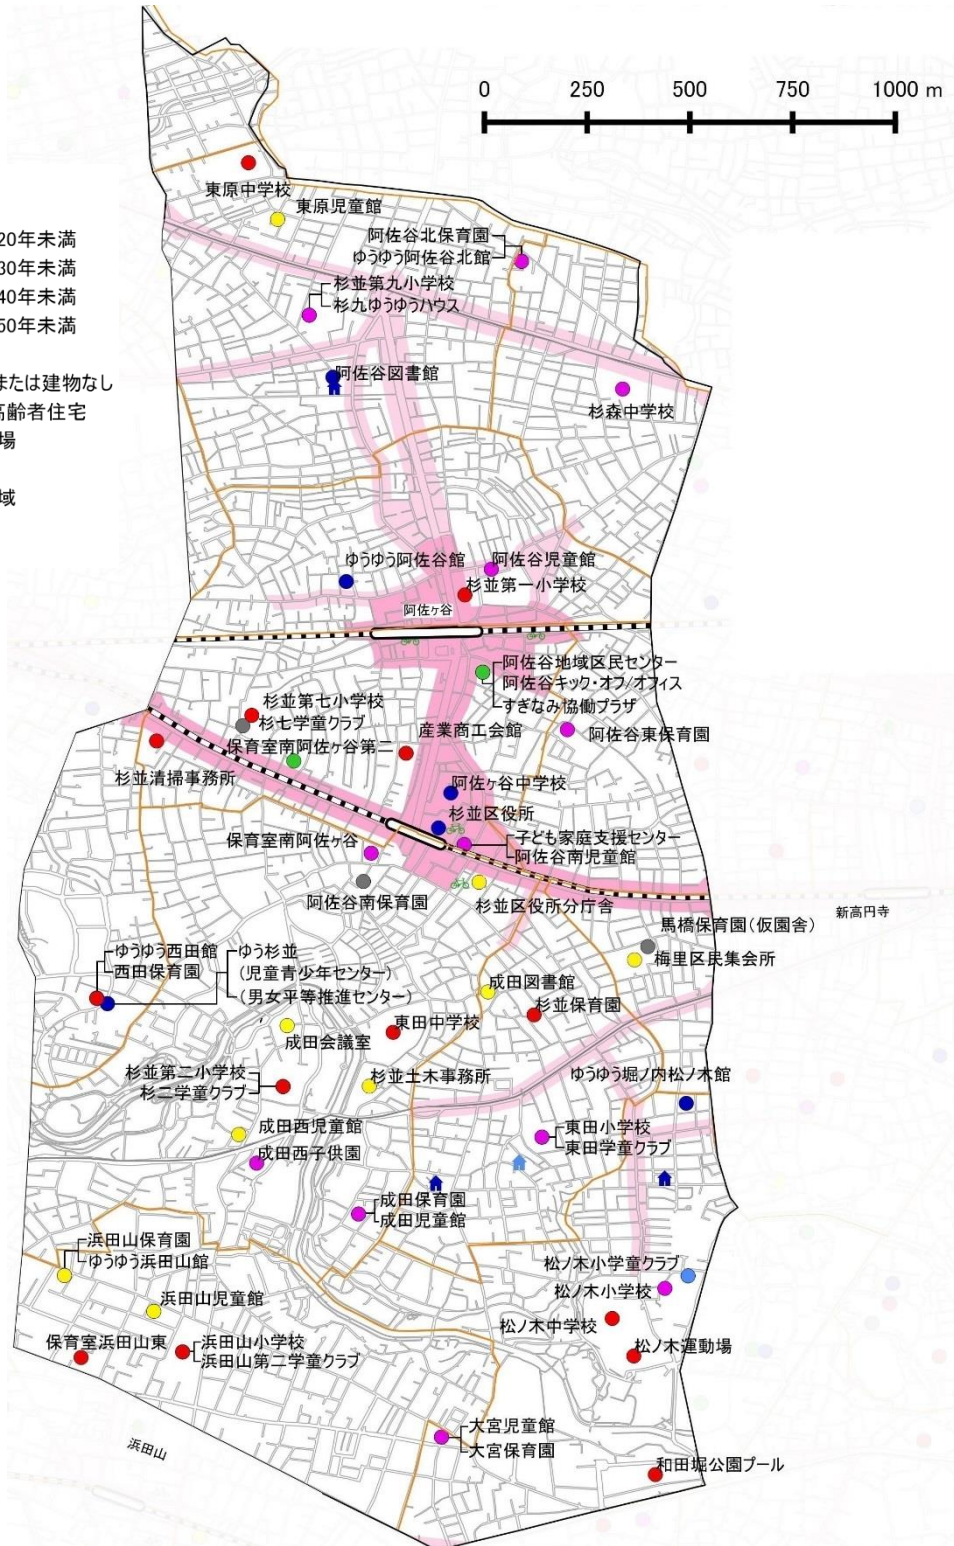 0 250 500 750 1000 m
東原中学校
東原児童館
20年未満
30年未満
40年未満
50年未満
または建物なし
高齢者住宅
場
域
阿佐谷北保育園
ゆうゆう阿佐谷北館
杉並第九小学校
杉九ゆうゆうハウス
阿佐谷図書館
杉森中学校
ゆうゆう阿佐谷館
阿佐谷児童館
杉並第一小学校
阿佐ヶ谷
阿佐谷地域区民センター
阿佐谷キック・オフ/オフィス
すぎなみ協働プラザ
杉並第七小学校
杉七学童クラブ
産業商工会館
阿佐谷東保育園
保育室南阿佐ヶ谷第二
杉並清掃事務所
阿佐ヶ谷中学校
杉並区役所
保育室南阿佐ヶ谷
子ども家庭支援センター
阿佐谷南児童館
阿佐谷南保育園
杉並区役所分庁舎
新高円寺
馬橋保育園(仮園舎)
梅里区民集会所
ゆうゆう西田館
西田保育園
ゆう杉並
(児童青少年センター)
(男女平等推進センター)
成田図書館
杉並保育園
東田中学校
成田会議室
杉並第二小学校
杉二学童クラブ
杉並土木事務所
ゆうゆう堀ノ内松ノ木館
成田西児童館
成田西子供園
東田小学校
東田学童クラブ
成田保育園
成田児童館
浜田山保育園
ゆうゆう浜田山館
松ノ木小学童クラブ
松ノ木小学校
浜田山児童館
松ノ木中学校
松ノ木運動場
保育室浜田山東
浜田山小学校
浜田山第二学童クラブ
大宮児童館
大宮保育園
浜田山
和田堀公園プール